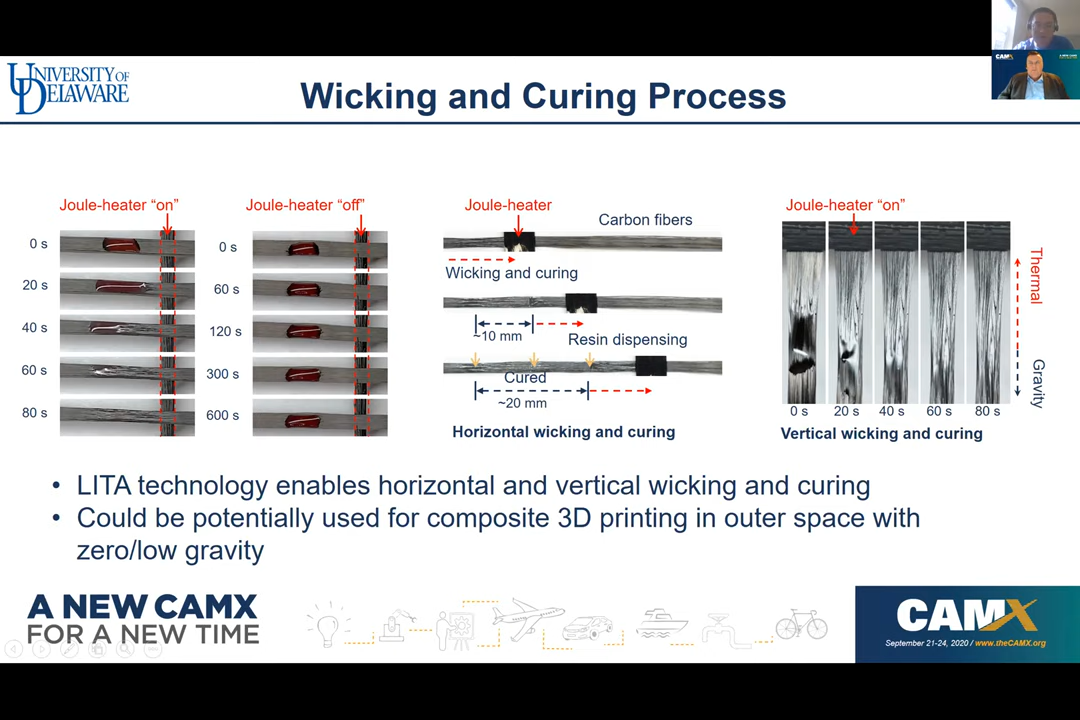 UNIVERSITY OF
DELAWARE
Wicking and Curing Process
CAMX
Joule-heater “on”
0 s
20 s
40 s
60 s
80 s
Joule-heater “off”
0 s
60 s
120 s
300 s
600 s
Joule-heater
Carbon fibers
Wicking and curing
~10 mm
Resin dispensing
Cured
~20 mm
Horizontal wicking and curing
Joule-heater “on”
Thermal
Gravity
0 s 20 s 40 s 60 s 80 s
Vertical wicking and curing
• LITA technology enables horizontal and vertical wicking and curing
• Could be potentially used for composite 3D printing in outer space with
zero/low gravity
A NEW CAMX
FOR A NEW TIME
CAMX
September 21-24, 2020 / www.theCAMX.org